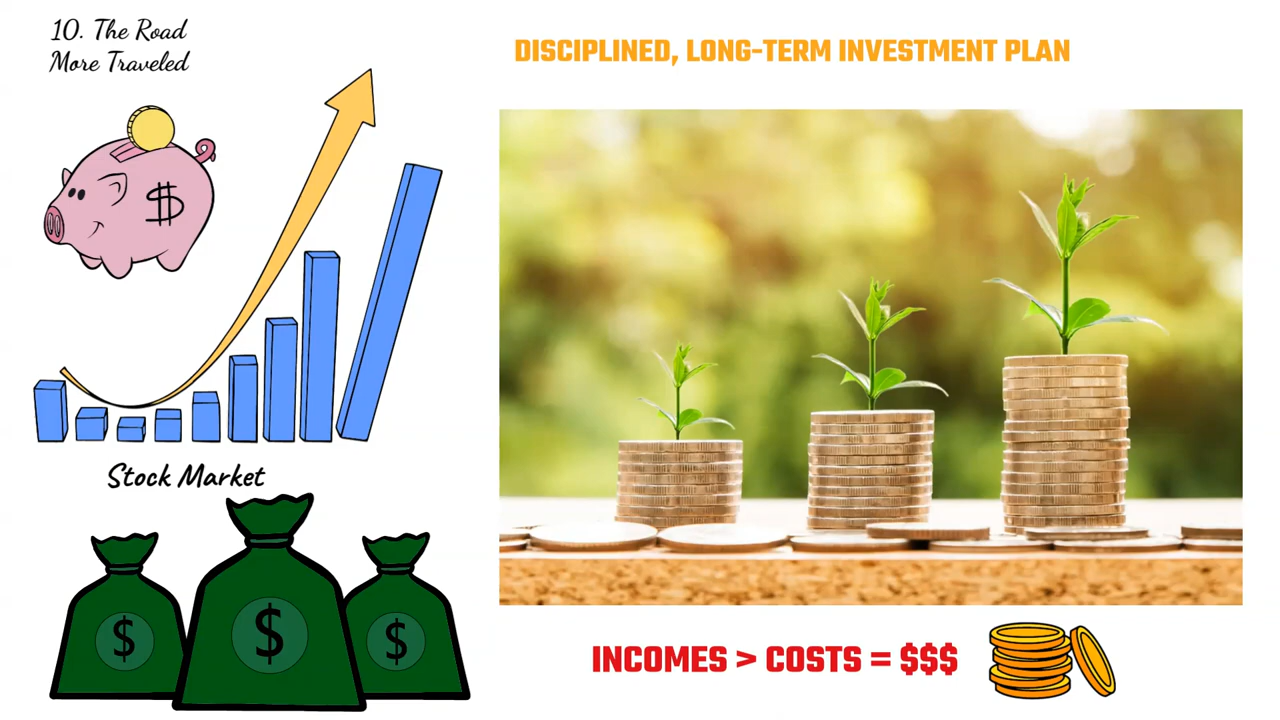 10. The Road
More Traveled
DISCIPLINED, LONG-TERM INVESTMENT PLAN
$
Stock Market
$
$
$
INCOMES > COSTS = $$$